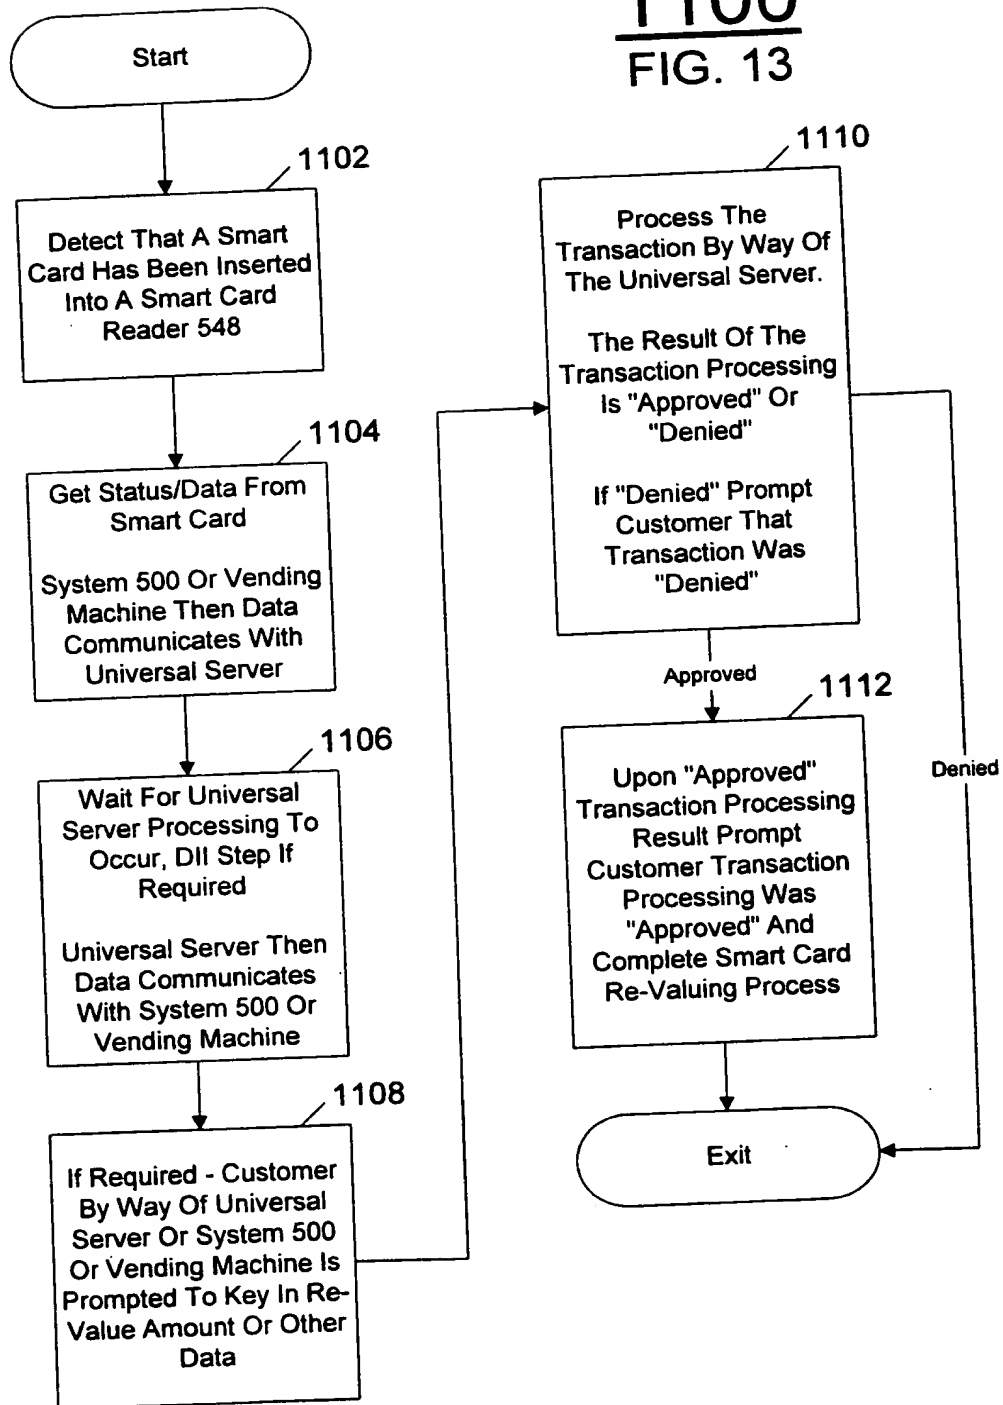 1100
FIG. 13
Start
1102
Detect That A Smart
Card Has Been Inserted
Into A Smart Card
Reader 548
1104
Get Status/Data From
Smart Card
System 500 Or Vending
Machine Then Data
Communicates With
Universal Server
1106
Wait For Universal
Server Processing To
Occur, DII Step If
Required
Universal Server Then
Data Communicates
With System 500 Or
Vending Machine
1108
If Required - Customer
By Way Of Universal
Server Or System 500
Or Vending Machine Is
Prompted To Key In Re-
Value Amount Or Other
Data
1110
Process The
Transaction By Way Of
The Universal Server.
The Result Of The
Transaction Processing
Is "Approved" Or
"Denied"
If "Denied" Prompt
Customer That
Transaction Was
"Denied"
Approved
Denied
1112
Upon "Approved"
Transaction Processing
Result Prompt
Customer Transaction
Processing Was
"Approved" And
Complete Smart Card
Re-Valuing Process
Exit